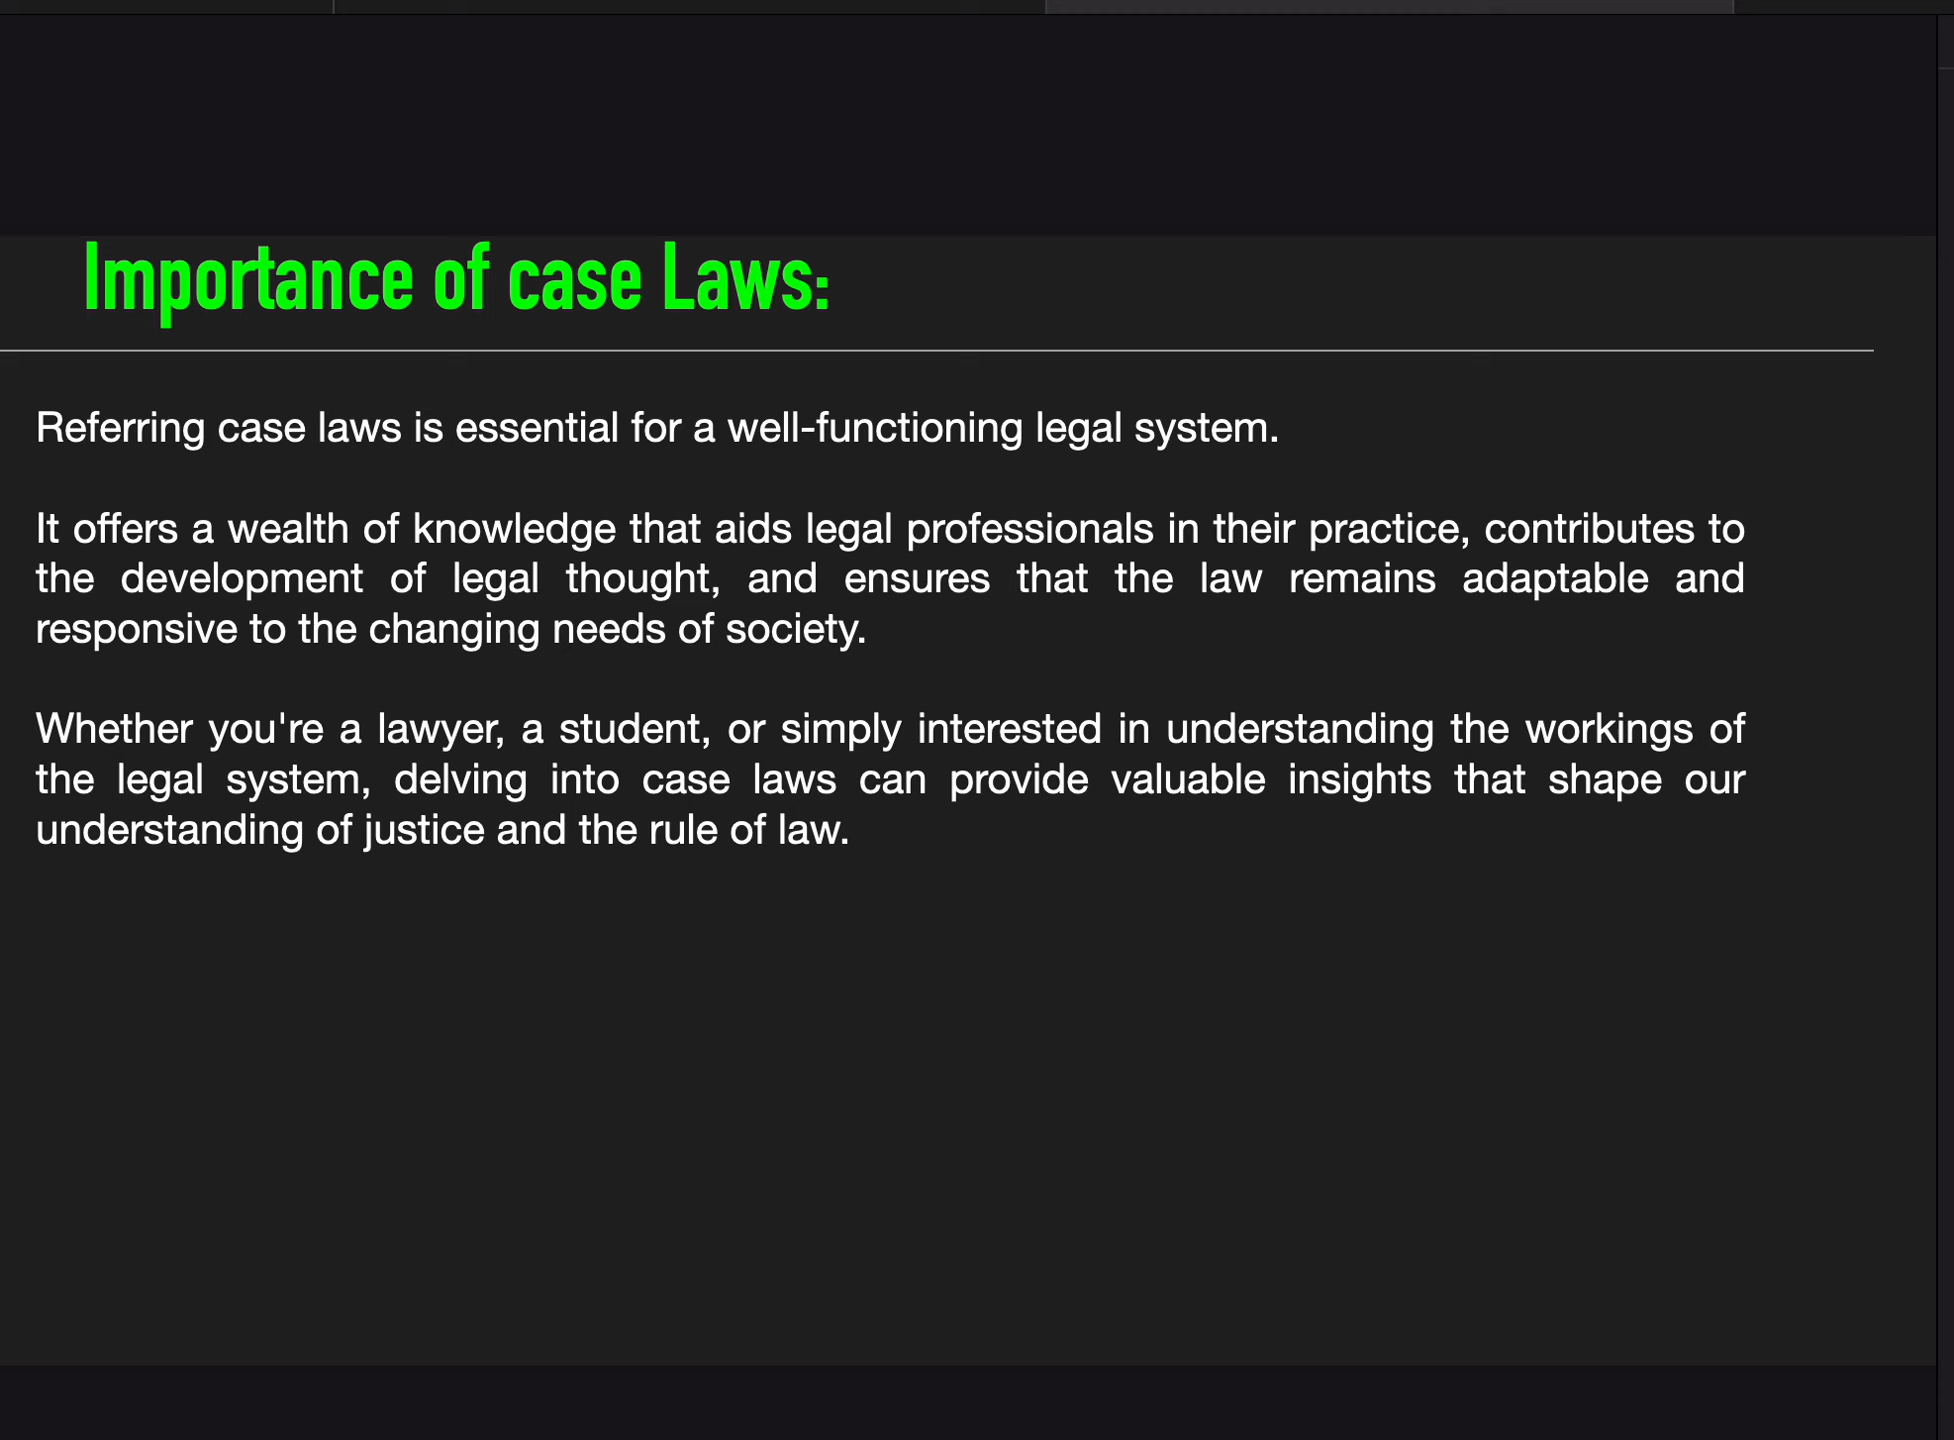 Importance of case Laws:
Referring case laws is essential for a well-functioning legal system.
It offers a wealth of knowledge that aids legal professionals in their practice, contributes to
the development of legal thought, and ensures that the law remains adaptable and
responsive to the changing needs of society.
Whether you're a lawyer, a student, or simply interested in understanding the workings of
the legal system, delving into case laws can provide valuable insights that shape our
understanding of justice and the rule of law.